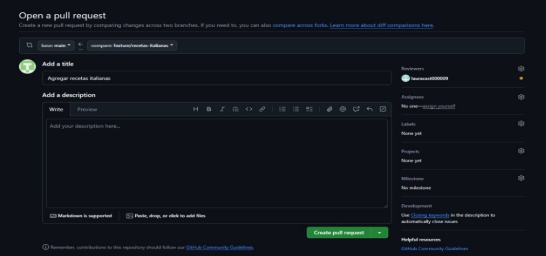 Open a pull request
Create a new pull request by comparing changes across two branches. If you need to, you can also compare across forks. Learn more about diff comparisons here.
base: main ← compare: feature/recetas-italianas
Add a title
Agregar recetas italianas
Add a description
Write Preview
Add your description here...
Markdown is supported
Paste, drop, or click to add files
Create pull request
Remember, contributions to this repository should follow our GitHub Community Guidelines.
Reviewers
Assignees
No one—assign yourself
Labels
None yet
Projects
None yet
Milestone
No milestone
Development
Use Closing keywords in the description to
automatically close issues
Helpful resources
GitHub Community Guidelines